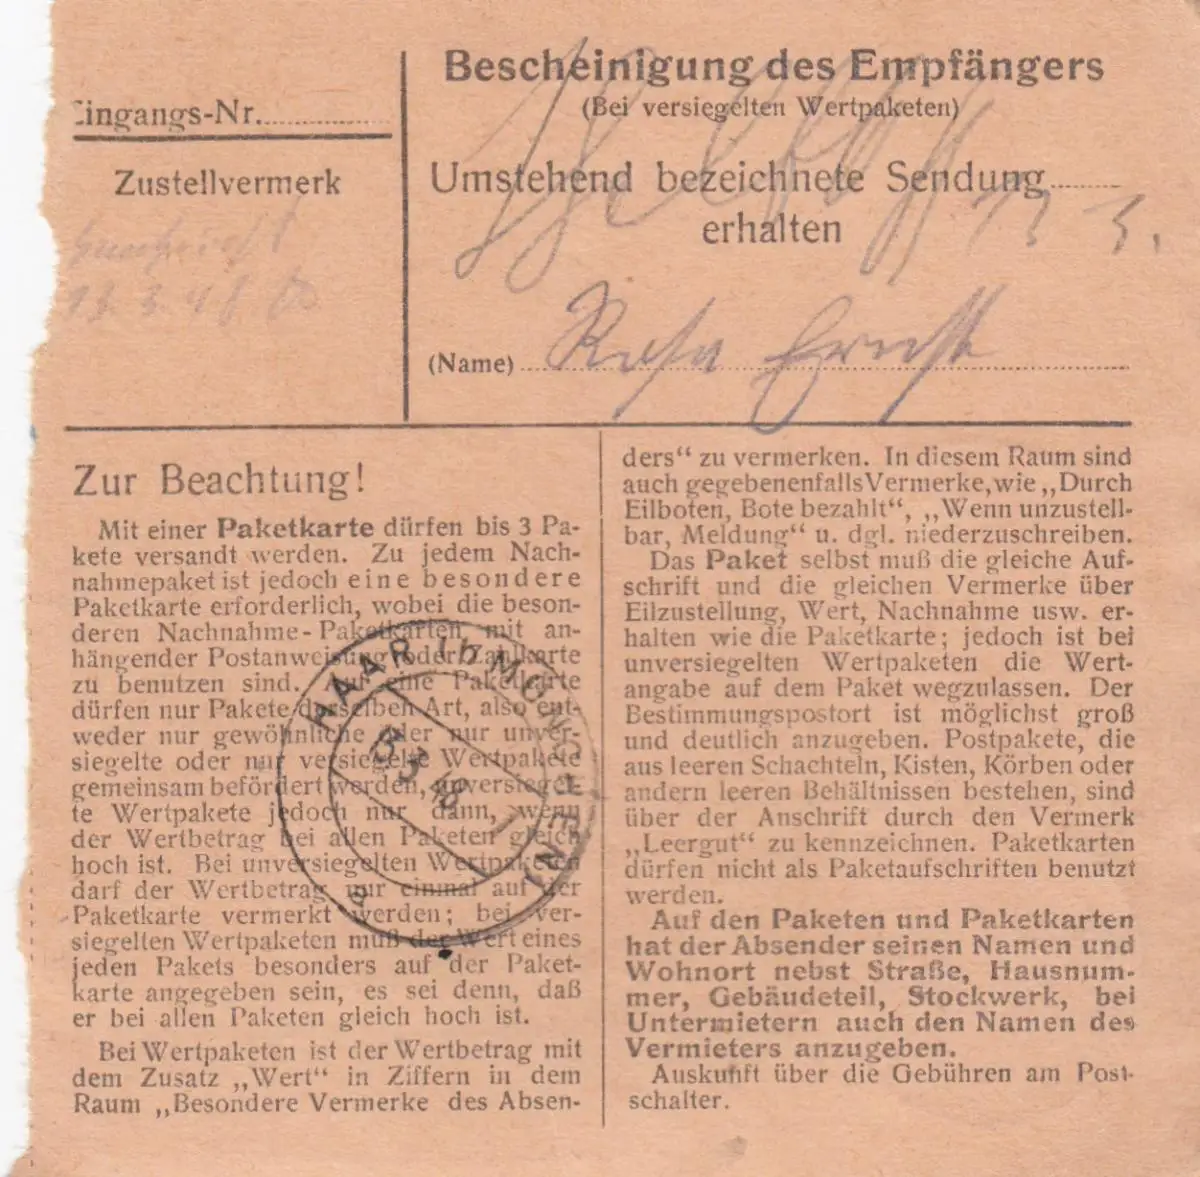 Eingangs-Nr.
Zustellvermerk
13. 3. 48
Bescheinigung des Empfängers
(Bei versiegelten Wertpaketen)
Umstehend bezeichnete Sendung
erhalten
13 3.
(Name) Rosa Ernst
Zur Beachtung!
Mit einer Paketkarte dürfen bis 3 Pa-
kete versandt werden. Zu jedem Nach-
nahmepaket ist jedoch eine besondere
Paketkarte erforderlich, wobei die beson-
deren Nachnahme-Paketkarten mit an-
hängender Postanweisung oder Zahlkarte
zu benutzen sind. Auf eine Paketkarte
dürfen nur Pakete derselben Art, also ent-
weder nur gewöhnliche oder nur unver-
siegelte oder nur versiegelte Wertpakete
gemeinsam befördert werden, unversiegel-
te Wertpakete jedoch nur dann, wenn
der Wertbetrag bei allen Paketen gleich
hoch ist. Bei unversiegelten Wertpaketen
darf der Wertbetrag nur einmal auf der
Paketkarte vermerkt werden; bei ver-
siegelten Wertpaketen muß der Wert eines
jeden Pakets besonders auf der Paket-
karte angegeben sein, es sei denn, daß
er bei allen Paketen gleich hoch ist.
Bei Wertpaketen ist der Wertbetrag mit
dem Zusatz „Wert“ in Ziffern in dem
Raum „Besondere Vermerke des Absen-
ders“ zu vermerken. In diesem Raum sind
auch gegebenenfalls Vermerke, wie „Durch
Eilboten, Bote bezahlt“, „Wenn unzustell-
bar, Meldung“ u. dgl. niederzuschreiben.
Das Paket selbst muß die gleiche Auf-
schrift und die gleichen Vermerke über
Eilzustellung, Wert, Nachnahme usw. er-
halten wie die Paketkarte; jedoch ist bei
unversiegelten Wertpaketen die Wert-
angabe auf dem Paket wegzulassen. Der
Bestimmungspostort ist möglichst groß
und deutlich anzugeben. Postpakete, die
aus leeren Schachteln, Kisten, Körben oder
andern leeren Behältnissen bestehen, sind
über der Anschrift durch den Vermerk
„Leergut“ zu kennzeichnen. Paketkarten
dürfen nicht als Paketaufschriften benutzt
werden.
Auf den Paketen und Paketkarten
hat der Absender seinen Namen und
Wohnort nebst Straße, Hausnum-
mer, Gebäudeteil, Stockwerk, bei
Untermietern auch den Namen des
Vermieters anzugeben.
Auskunft über die Gebühren am Post-
schalter.
HAAR (b MÜNCHEN)
13 3 48